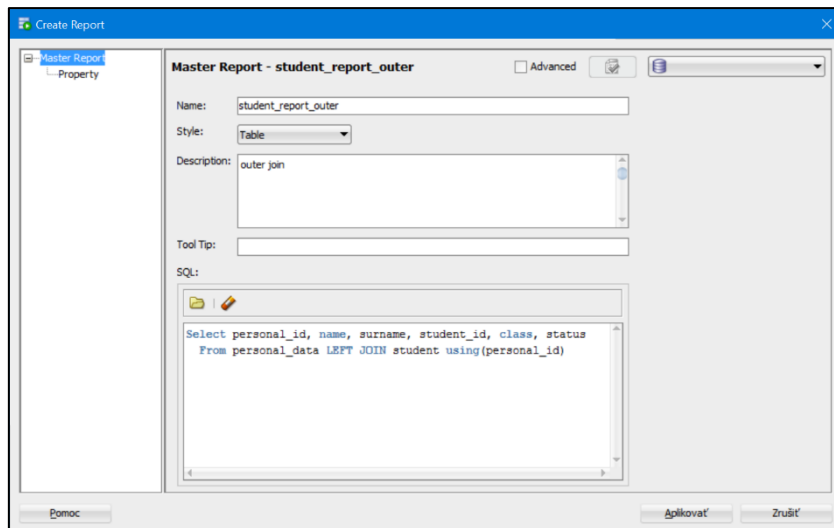 Create Report
Master Report
Property
Master Report - student_report_outer
Advanced
Name:
student_report_outer
Style:
Table
Description:
outer join
Tool Tip:
SQL:
Select personal_id, name, surname, student_id, class, status
From personal_data LEFT JOIN student using(personal_id)
Pomoc
Aplikovať
Zrušiť